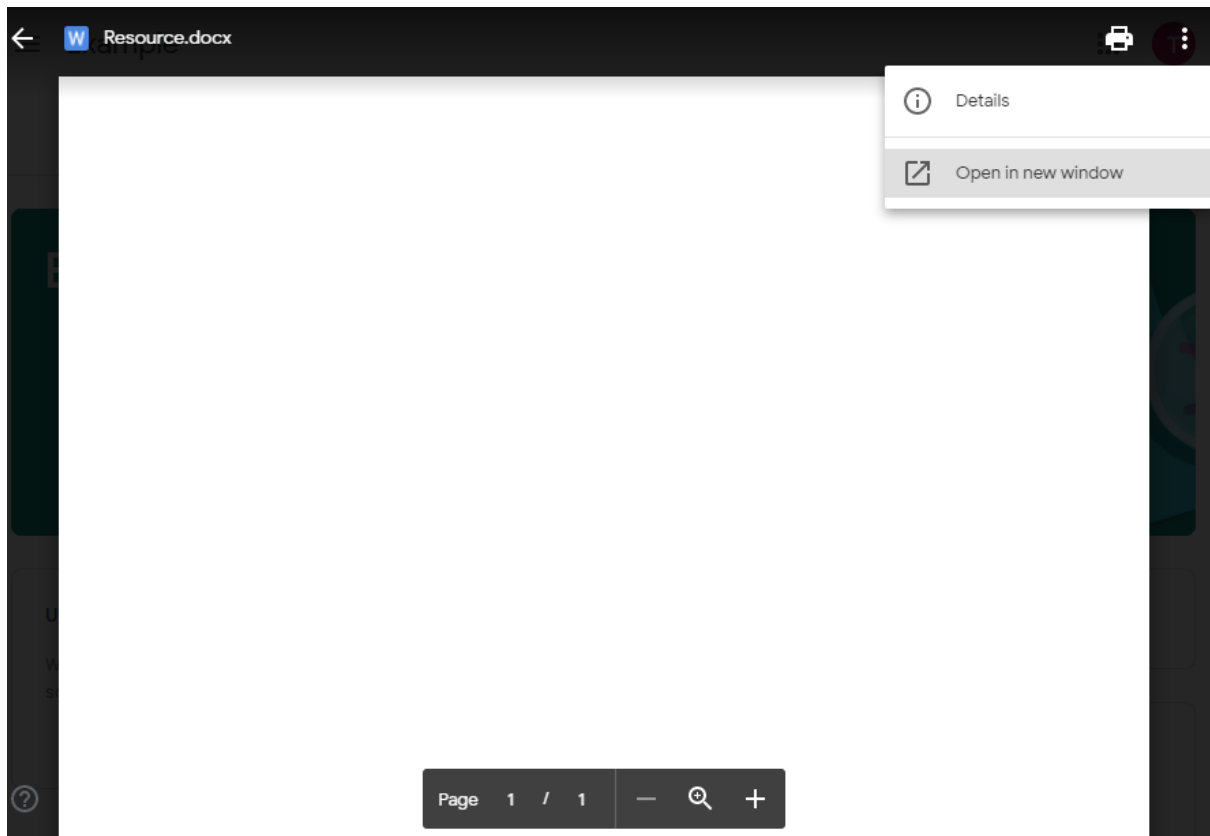 W Resource.docx
Details
Open in new window
Page 1 / 1